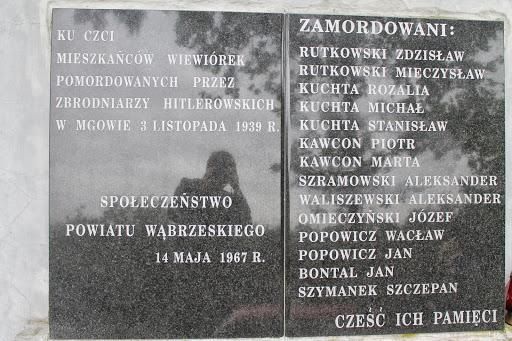 KU CZCI
MIESZKAŃCÓW WIEWIÓREK
POMORDOWANYCH PRZEZ
ZBRODNIARZY HITLEROWSKICH
W MGOWIE 3 LISTOPADA 1939 R.
SPOŁECZEŃSTWO
POWIATU WĄBRZESKIEGO
14 MAJA 1967 R.
ZAMORDOWANI:
RUTKOWSKI ZDZISŁAW
RUTKOWSKI MIECZYSŁAW
KUCHTA ROZALIA
KUCHTA MICHAŁ
KUCHTA STANISŁAW
KAWCON PIOTR
KAWCON MARTA
SZRAMOWSKI ALEKSANDER
WALISZEWSKI ALEKSANDER
OMIECZYŃSKI JÓZEF
POPOWICZ WACŁAW
POPOWICZ JAN
BONTAL JAN
SZYMANEK SZCZEPAN
CZEŚĆ ICH PAMIĘCI